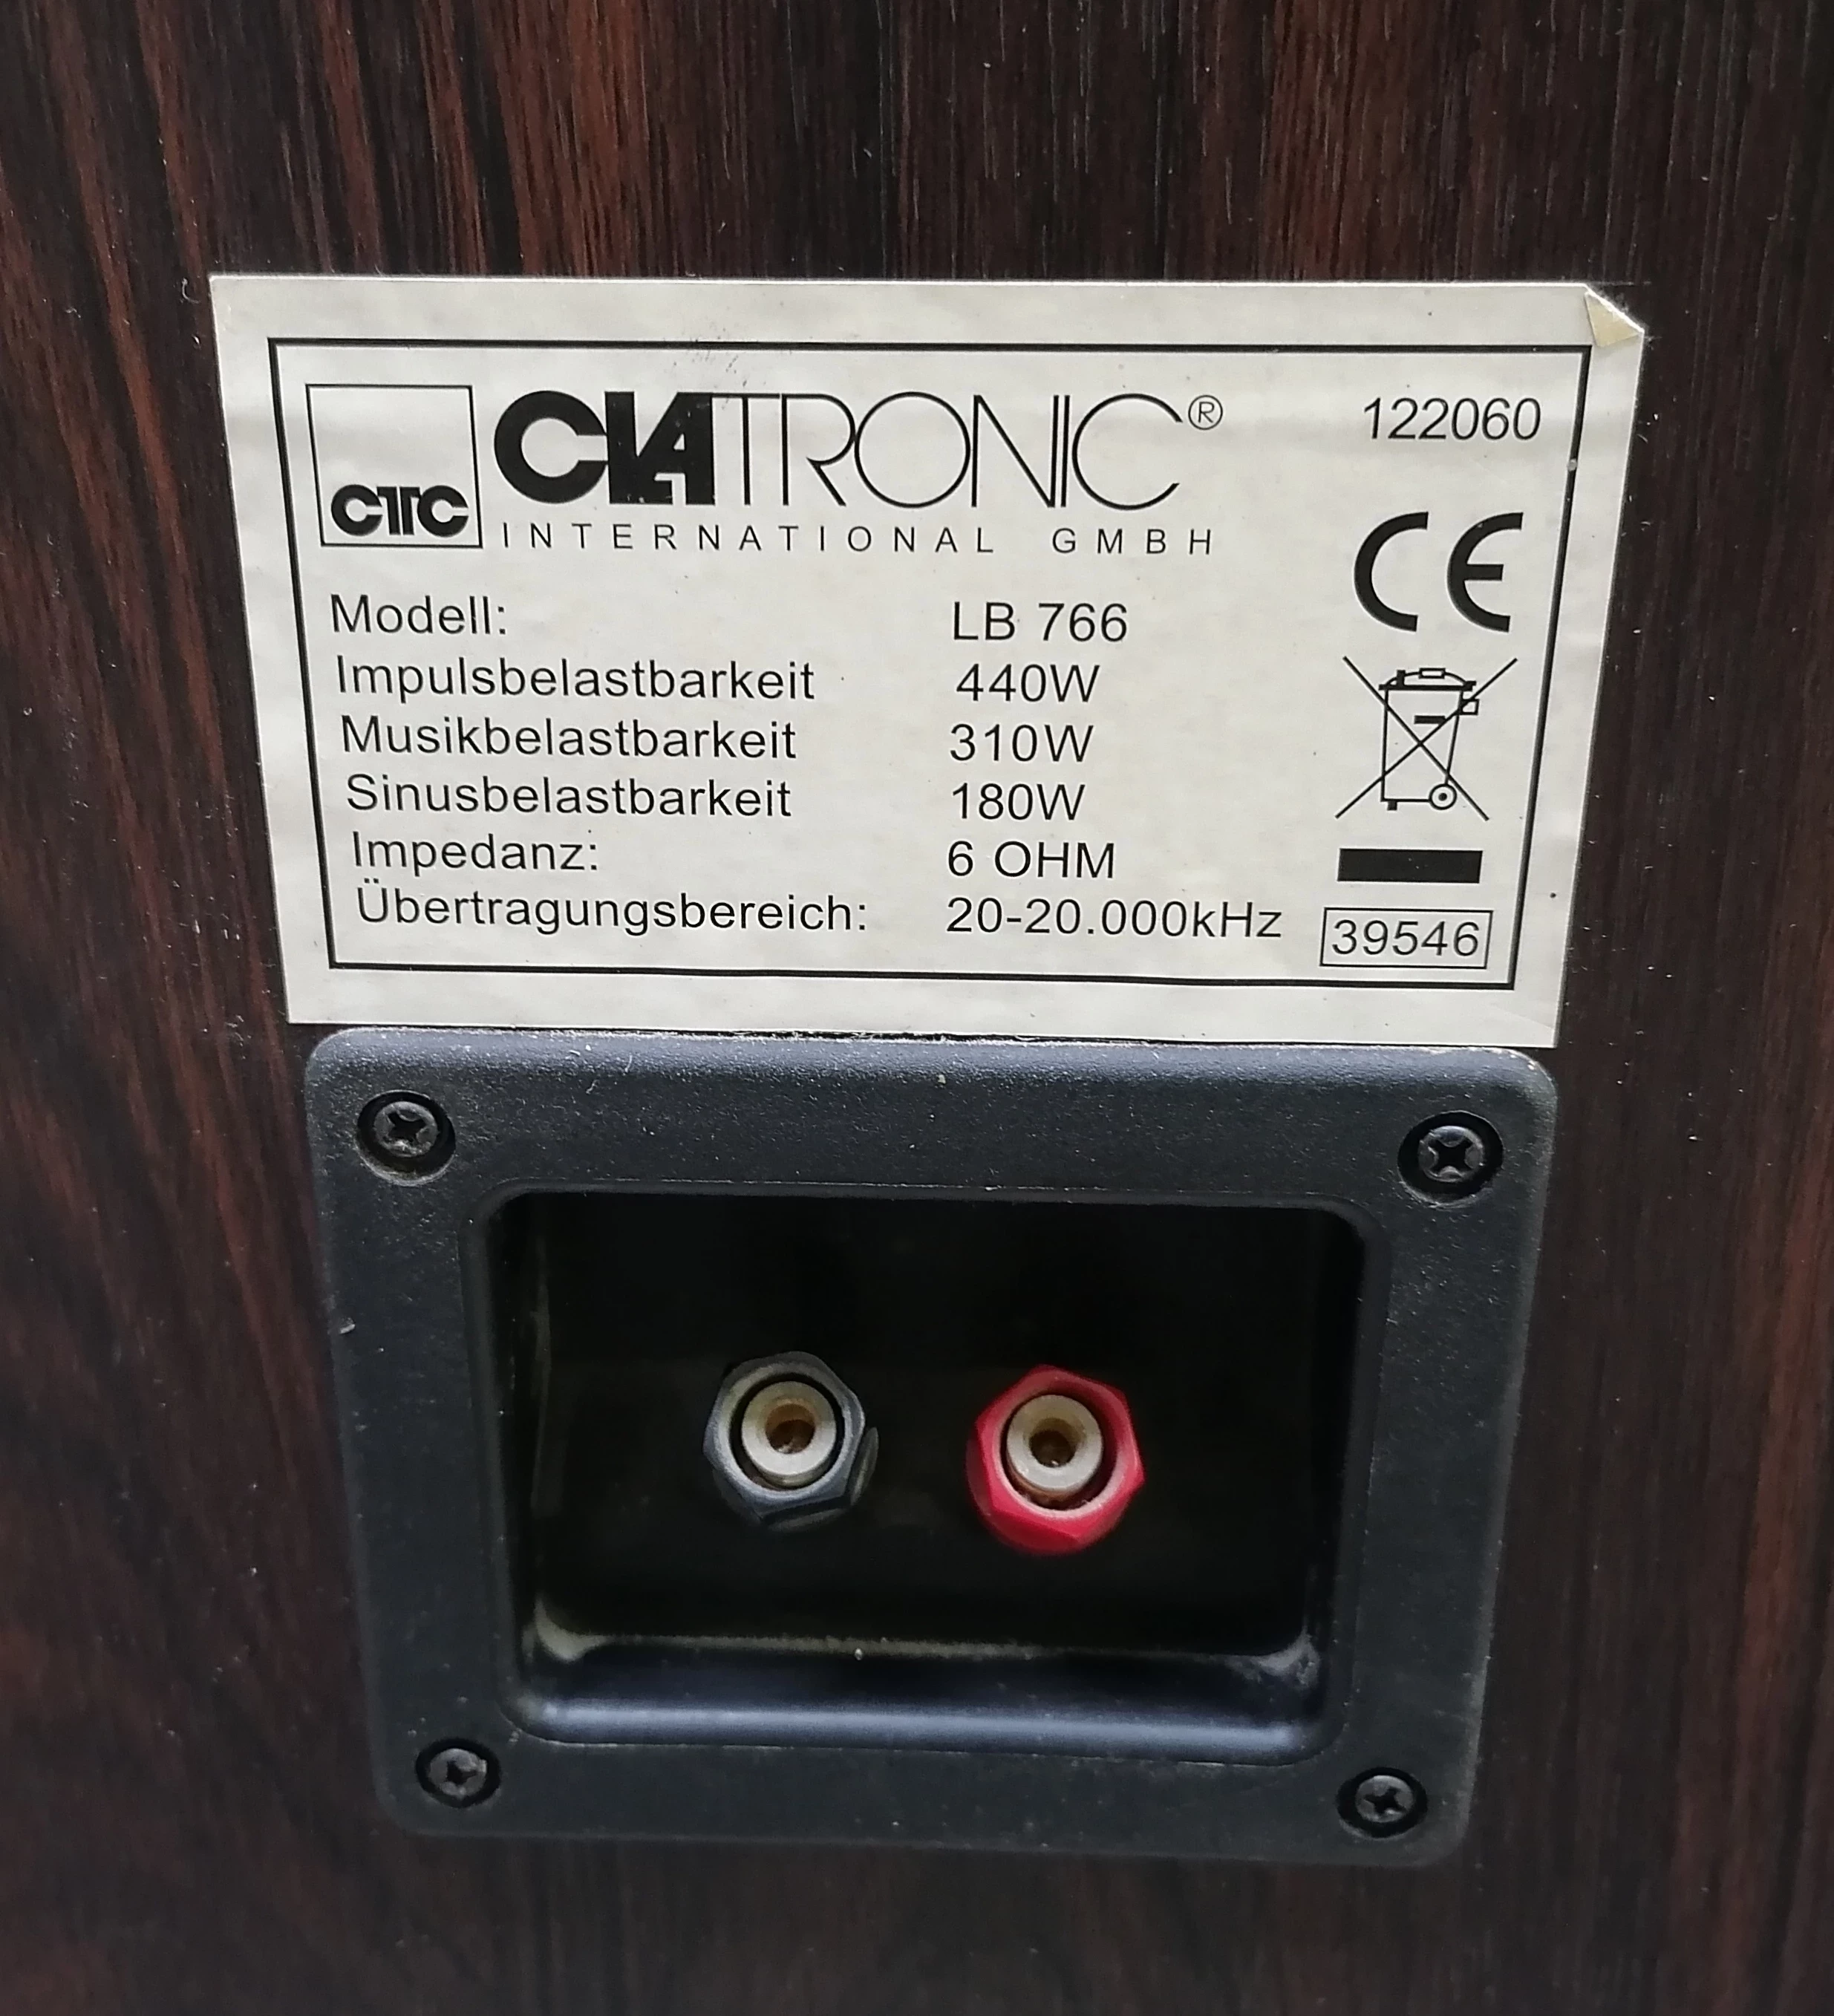 CTC CLATRONIC® 122060
INTERNATIONAL GMBH
CE
Modell: LB 766
Impulsbelastbarkeit 440W
Musikbelastbarkeit 310W
Sinusbelastbarkeit 180W
Impedanz: 6 OHM
Übertragungsbereich: 20-20.000kHz
39546